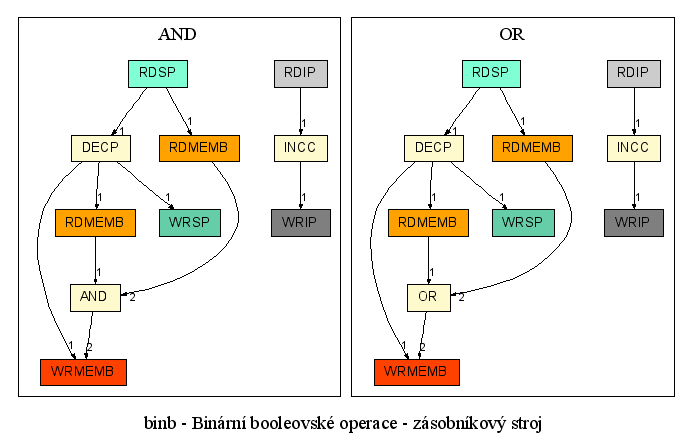 AND OR
RDSP RDIP RDSP RDIP
1 1 1 1 1 1
DECP RDMEMB INCC DECP RDMEMB INCC
1 1 1 1 1 1
RDMEMB WRSP WRIP RDMEMB WRSP WRIP
1 1
AND 2 OR 2
1 2 1 2
WRMEMB WRMEMB
binb - Binární booleovské operace - zásobníkový stroj